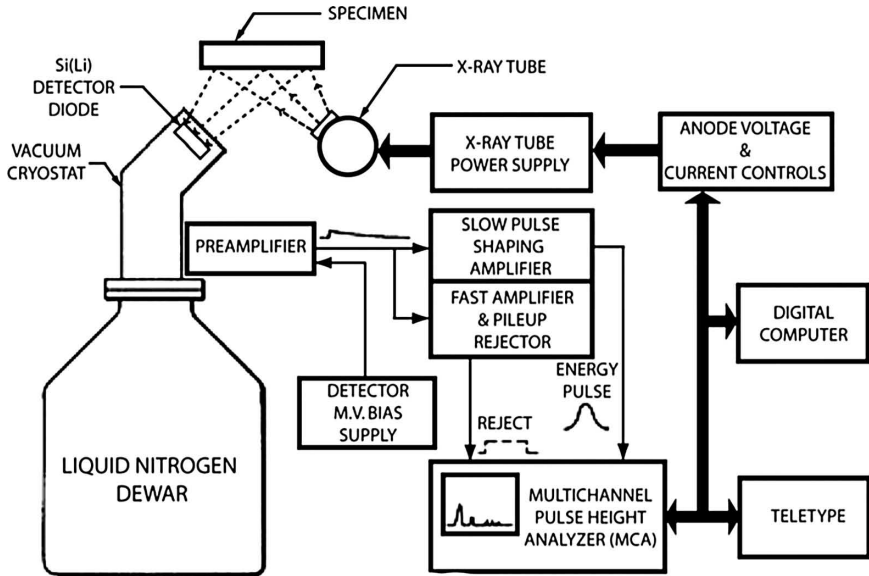 SPECIMEN
X-RAY TUBE
Si(Li)
DETECTOR
DIODE
VACUUM
CRYOSTAT
X-RAY TUBE
POWER SUPPLY
ANODE VOLTAGE
&
CURRENT CONTROLS
PREAMPLIFIER
SLOW PULSE
SHAPING
AMPLIFIER
FAST AMPLIFIER
& PILEUP
REJECTOR
DIGITAL
COMPUTER
ENERGY
PULSE
DETECTOR
M.V. BIAS
SUPPLY
REJECT
LIQUID NITROGEN
DEWAR
MULTICHANNEL
PULSE HEIGHT
ANALYZER (MCA)
TELETYPE